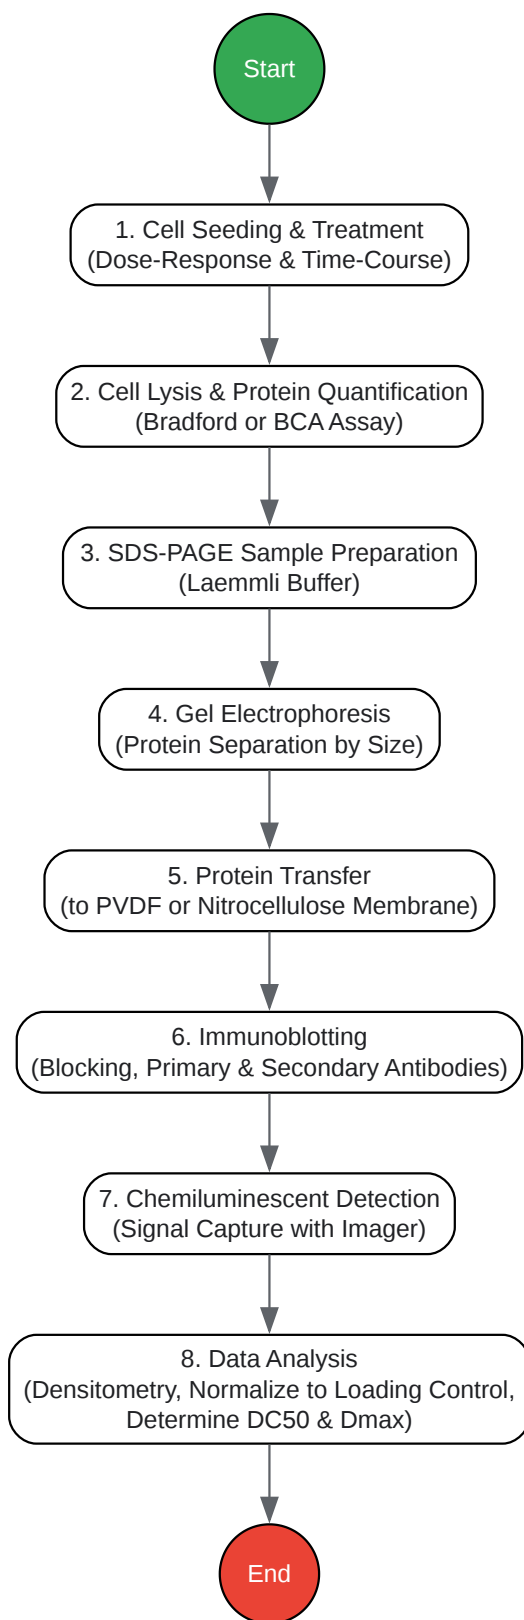 Start
1. Cell Seeding & Treatment
(Dose-Response & Time-Course)
2. Cell Lysis & Protein Quantification
(Bradford or BCA Assay)
3. SDS-PAGE Sample Preparation
(Laemmli Buffer)
4. Gel Electrophoresis
(Protein Separation by Size)
5. Protein Transfer
(to PVDF or Nitrocellulose Membrane)
6. Immunoblotting
(Blocking, Primary & Secondary Antibodies)
7. Chemiluminescent Detection
(Signal Capture with Imager)
8. Data Analysis
(Densitometry, Normalize to Loading Control,
Determine DC50 & Dmax)
End